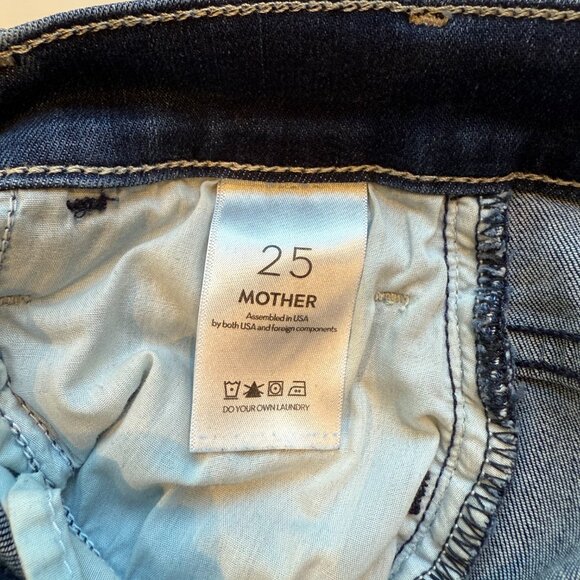 25
MOTHER
Assembled in USA
by both USA and foreign components
DO YOUR OWN LAUNDRY